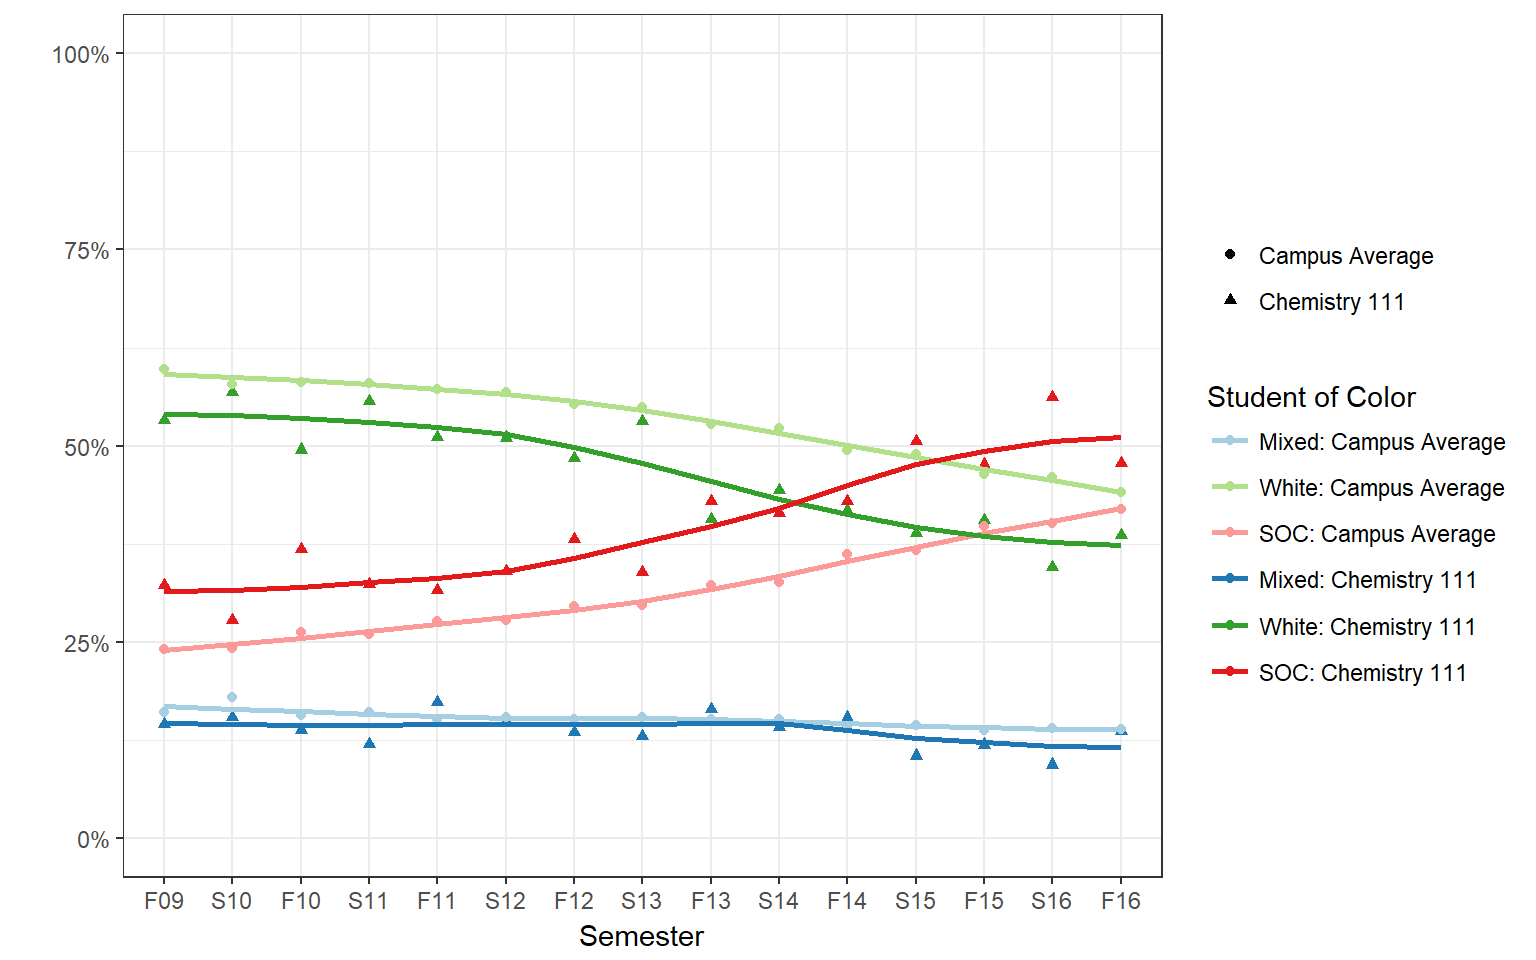 100%
75%
50%
25%
0%
F09 S10 F10 S11 F11 S12 F12 S13 F13 S14 F14 S15 F15 S16 F16
Semester
Campus Average
Chemistry 111
Student of Color
Mixed: Campus Average
White: Campus Average
SOC: Campus Average
Mixed: Chemistry 111
White: Chemistry 111
SOC: Chemistry 111